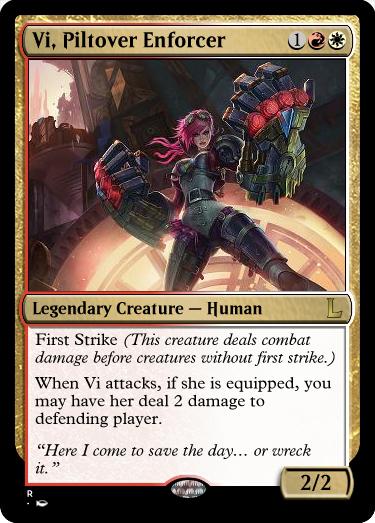 Vi, Piltover Enforcer 1
Legendary Creature — Human L
First Strike (This creature deals combat
damage before creatures without first strike.)
When Vi attacks, if she is equipped, you
may have her deal 2 damage to
defending player.
“Here I come to save the day… or wreck
it.”
2/2
R